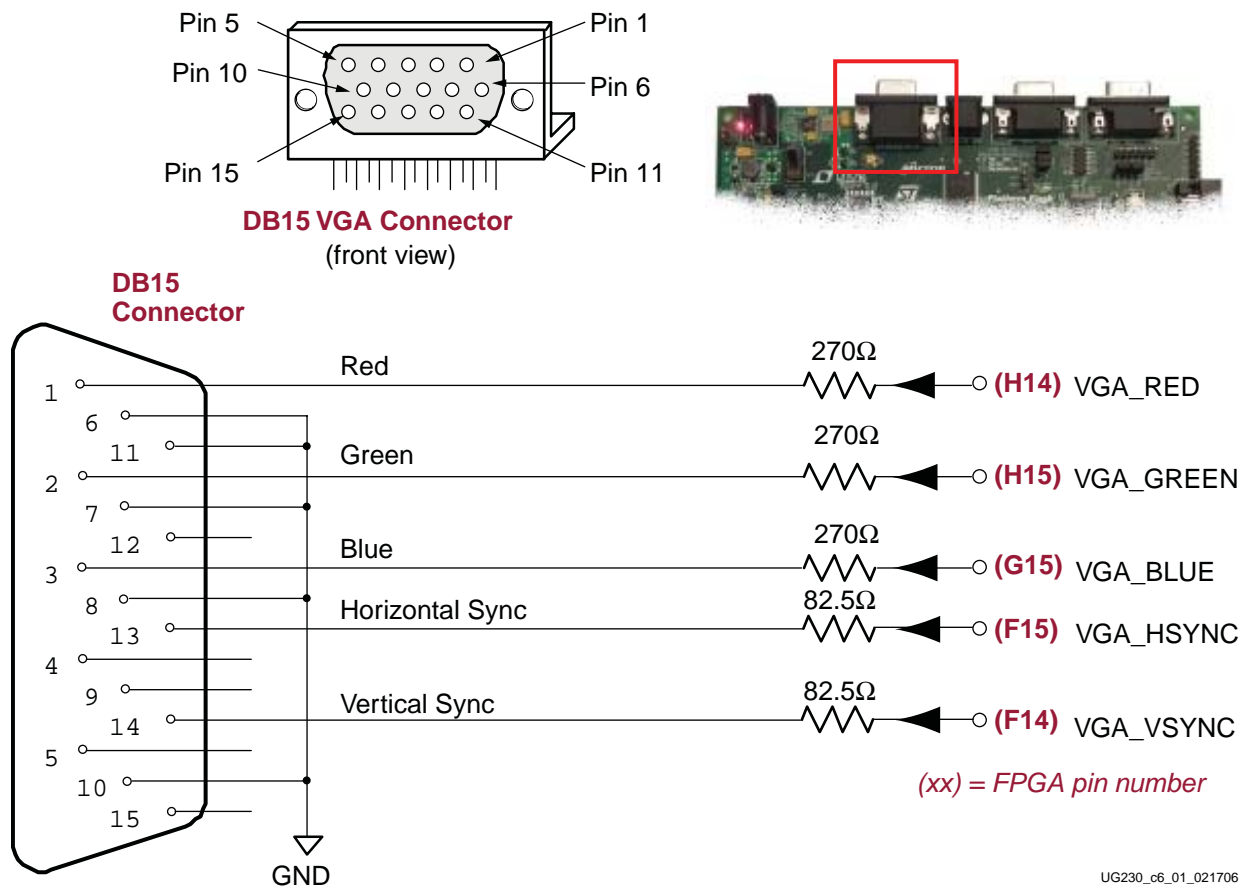 Pin 5
Pin 1
Pin 10
Pin 6
Pin 15
Pin 11
DB15 VGA Connector
(front view)
DB15
Connector
Red
270Ω
1
(H14) VGA_RED
6
11
Green
270Ω
2
(H15) VGA_GREEN
7
12
Blue
270Ω
3
(G15) VGA_BLUE
8
Horizontal Sync
82.5Ω
13
(F15) VGA_HSYNC
4
9
Vertical Sync
82.5Ω
14
(F14) VGA_VSYNC
5
10
(xx) = FPGA pin number
15
GND
UG230_c6_01_021706